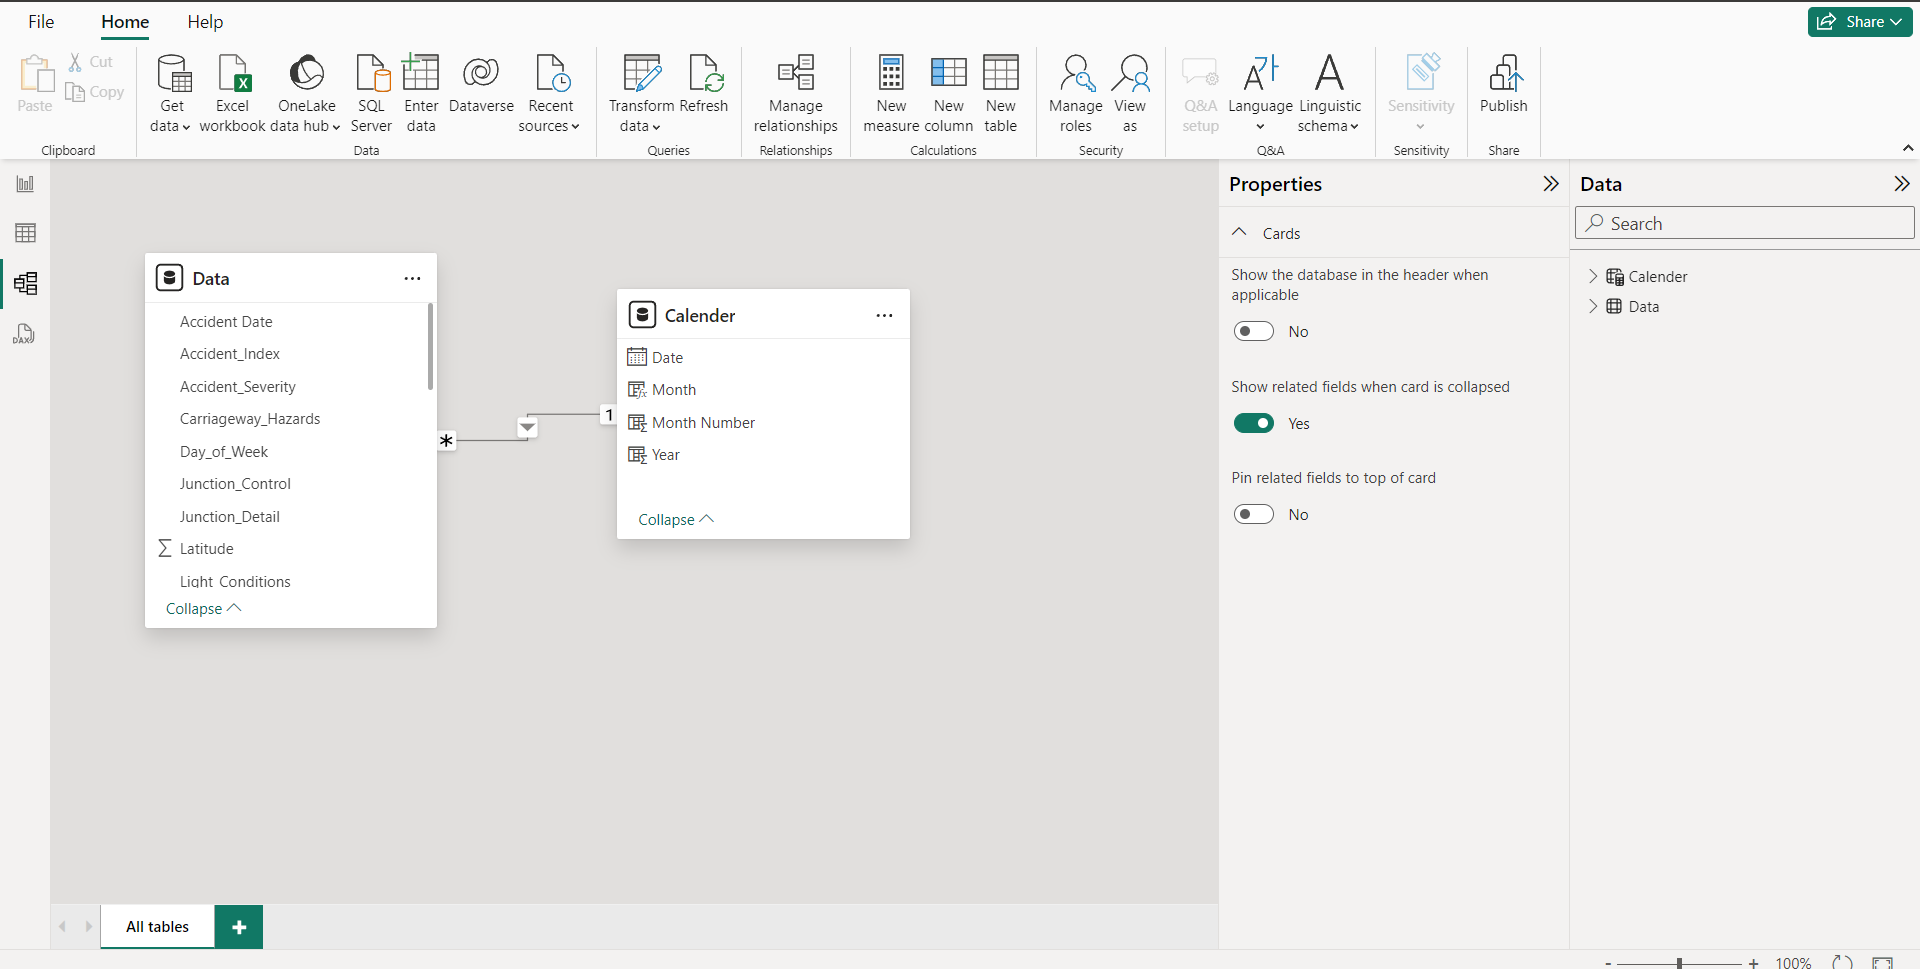 File Home Help Share
Paste Cut
Copy
Clipboard
Get data
Excel workbook
OneLake data hub
SQL Server
Enter data
Dataverse
Recent sources
Data
Transform data
Refresh
Queries
Manage relationships
Relationships
New measure
New column
New table
Calculations
Manage roles
View as
Security
Q&A setup
Language
Linguistic schema
Q&A
Sensitivity
Sensitivity
Publish
Share
DAX
Data ...
Accident Date
Accident_Index
Accident_Severity
Carriageway_Hazards
Day_of_Week
Junction_Control
Junction_Detail
Σ Latitude
Light_Conditions
Collapse
*
1
Calender ...
Date
Month
Month Number
Year
Collapse
Properties
Cards
Show the database in the header when
applicable
No
Show related fields when card is collapsed
Yes
Pin related fields to top of card
No
Data
Search
Calender
Data
All tables +
- + 100%